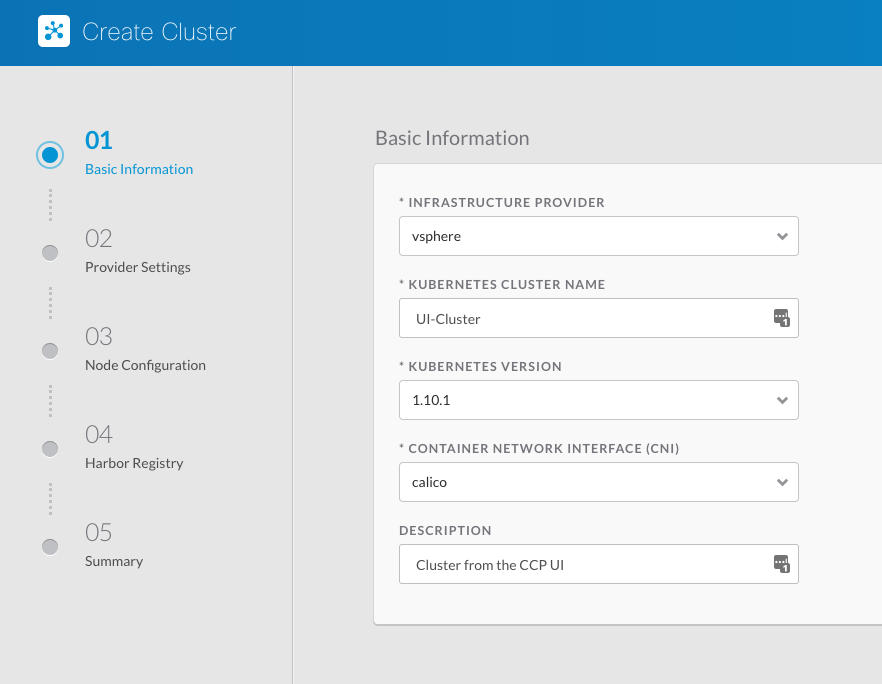 Create Cluster
01
Basic Information
02
Provider Settings
03
Node Configuration
04
Harbor Registry
05
Summary
Basic Information
* INFRASTRUCTURE PROVIDER
vsphere
* KUBERNETES CLUSTER NAME
UI-Cluster
1
* KUBERNETES VERSION
1.10.1
* CONTAINER NETWORK INTERFACE (CNI)
calico
DESCRIPTION
Cluster from the CCP UI
1